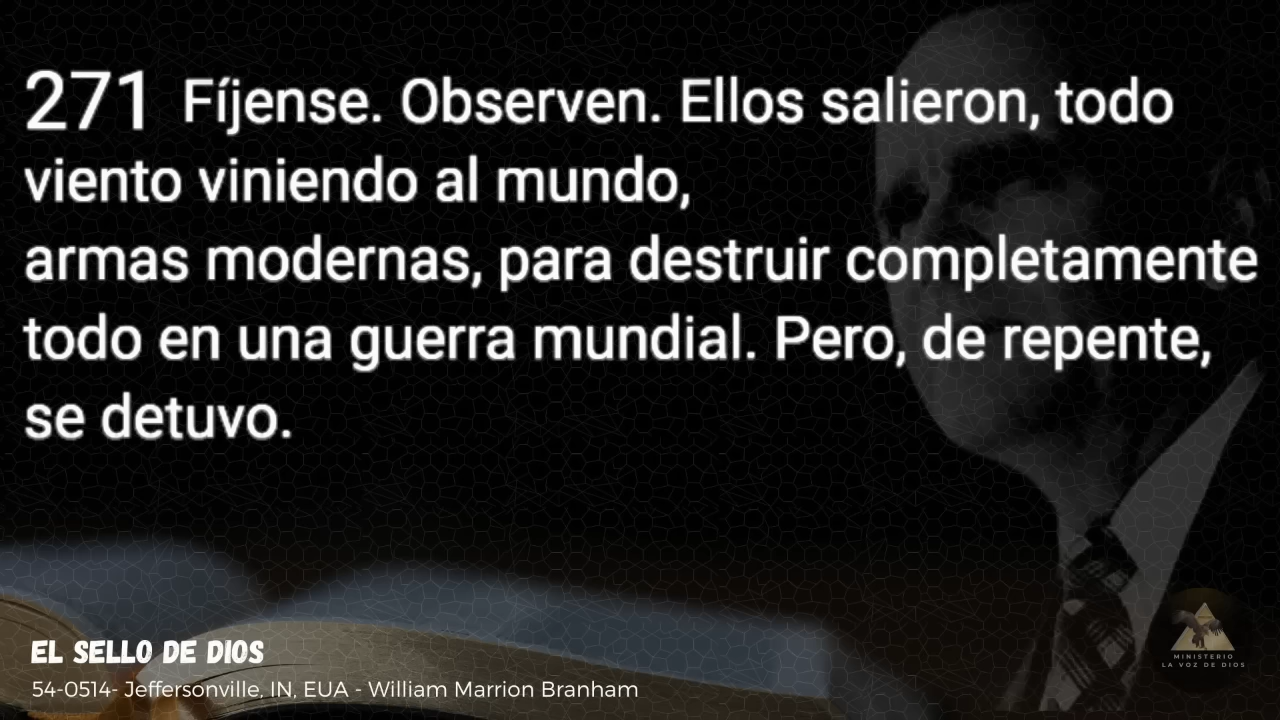 271 Fíjense. Observen. Ellos salieron, todo
viento viniendo al mundo,
armas modernas, para destruir completamente
todo en una guerra mundial. Pero, de repente,
se detuvo.
EL SELLO DE DIOS
54-0514- Jeffersonville, IN, EUA - William Marrion Branham
MINISTERIO
LA VOZ DE DIOS